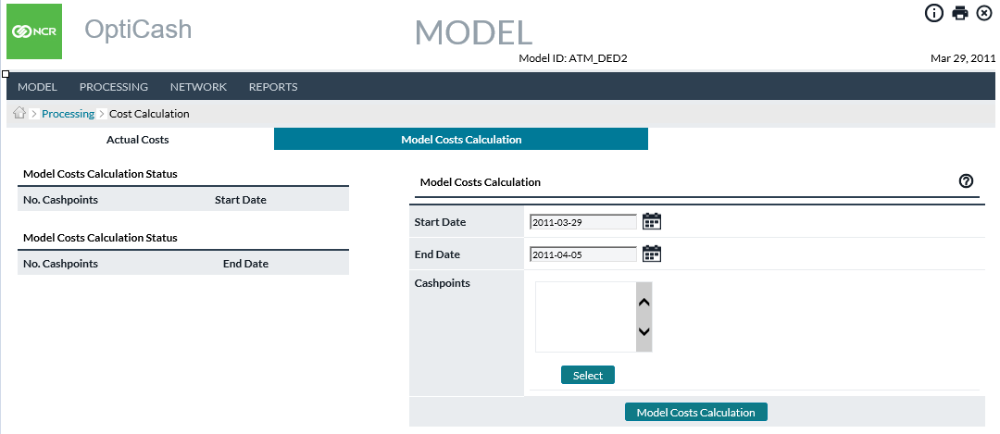 NCR
OptiCash
MODEL
Model ID: ATM_DED2
Mar 29, 2011
MODEL PROCESSING NETWORK REPORTS
Processing Cost Calculation
Actual Costs Model Costs Calculation
Model Costs Calculation Status
No. Cashpoints Start Date
Model Costs Calculation Status
No. Cashpoints End Date
Model Costs Calculation
Start Date 2011-03-29
End Date 2011-04-05
Cashpoints
Select
Model Costs Calculation